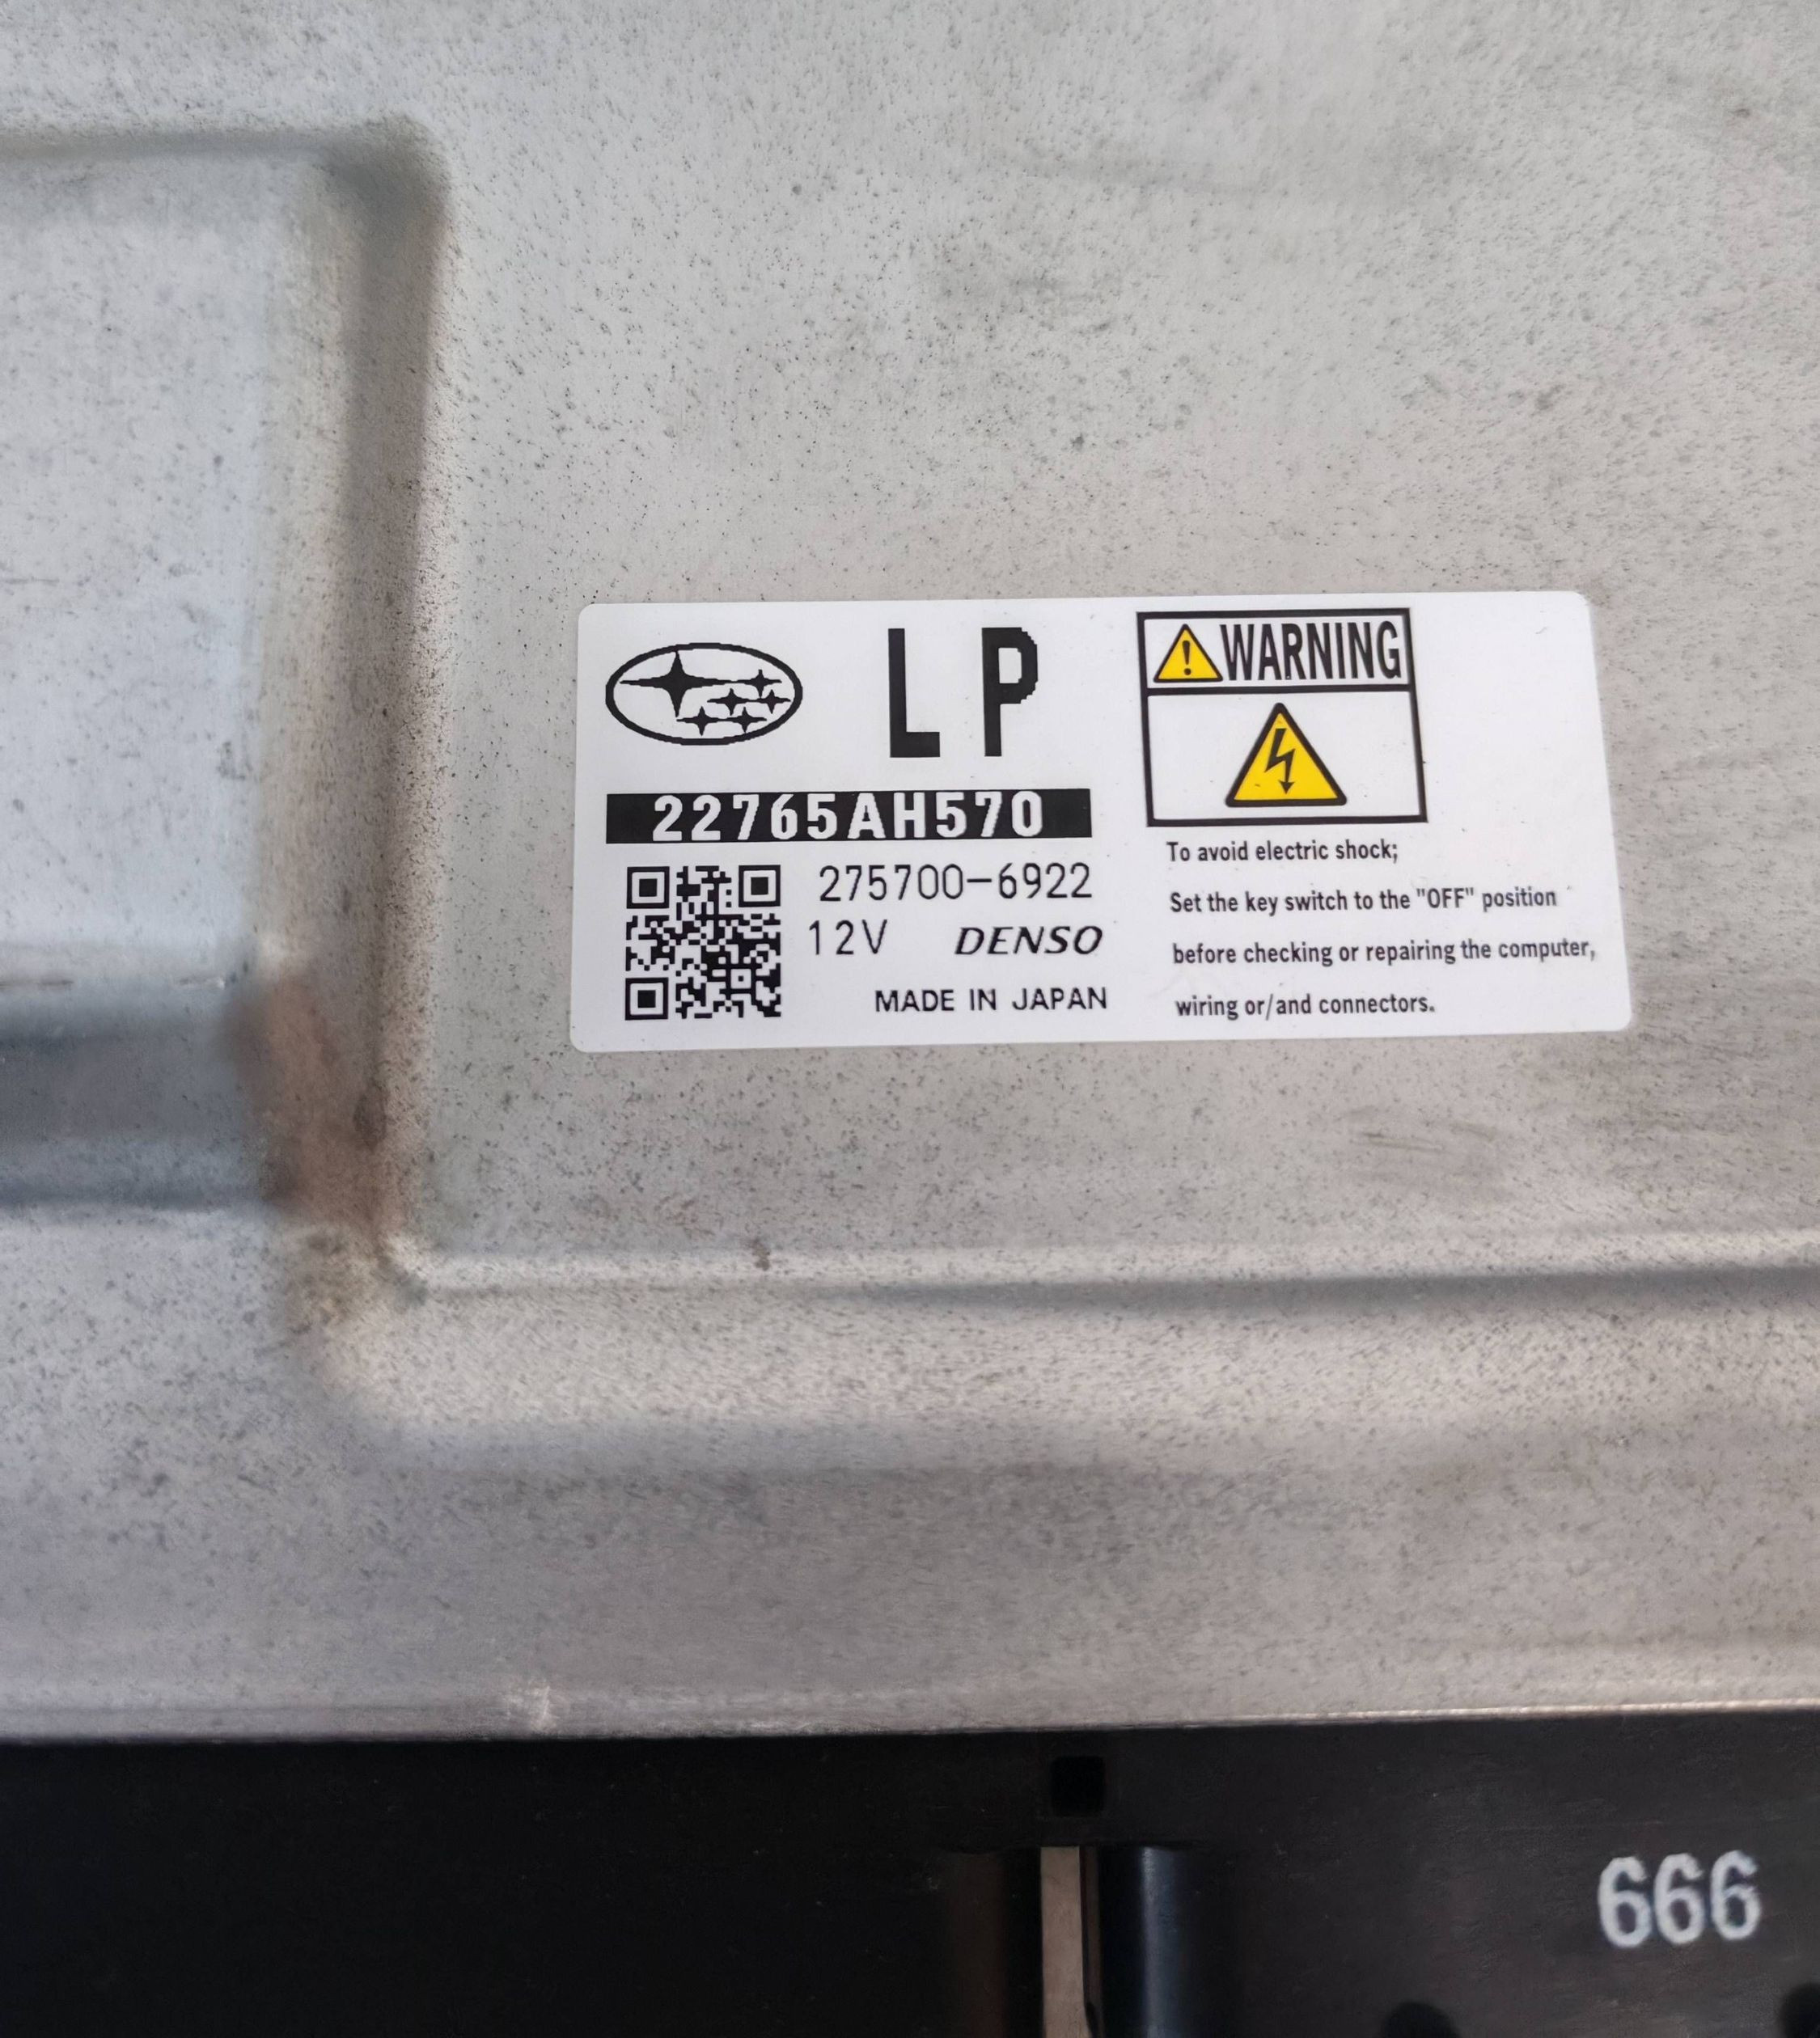 LP
22765AH570
275700-6922
12V DENSO
MADE IN JAPAN
WARNING
To avoid electric shock;
Set the key switch to the "OFF" position
before checking or repairing the computer,
wiring or/and connectors.
666